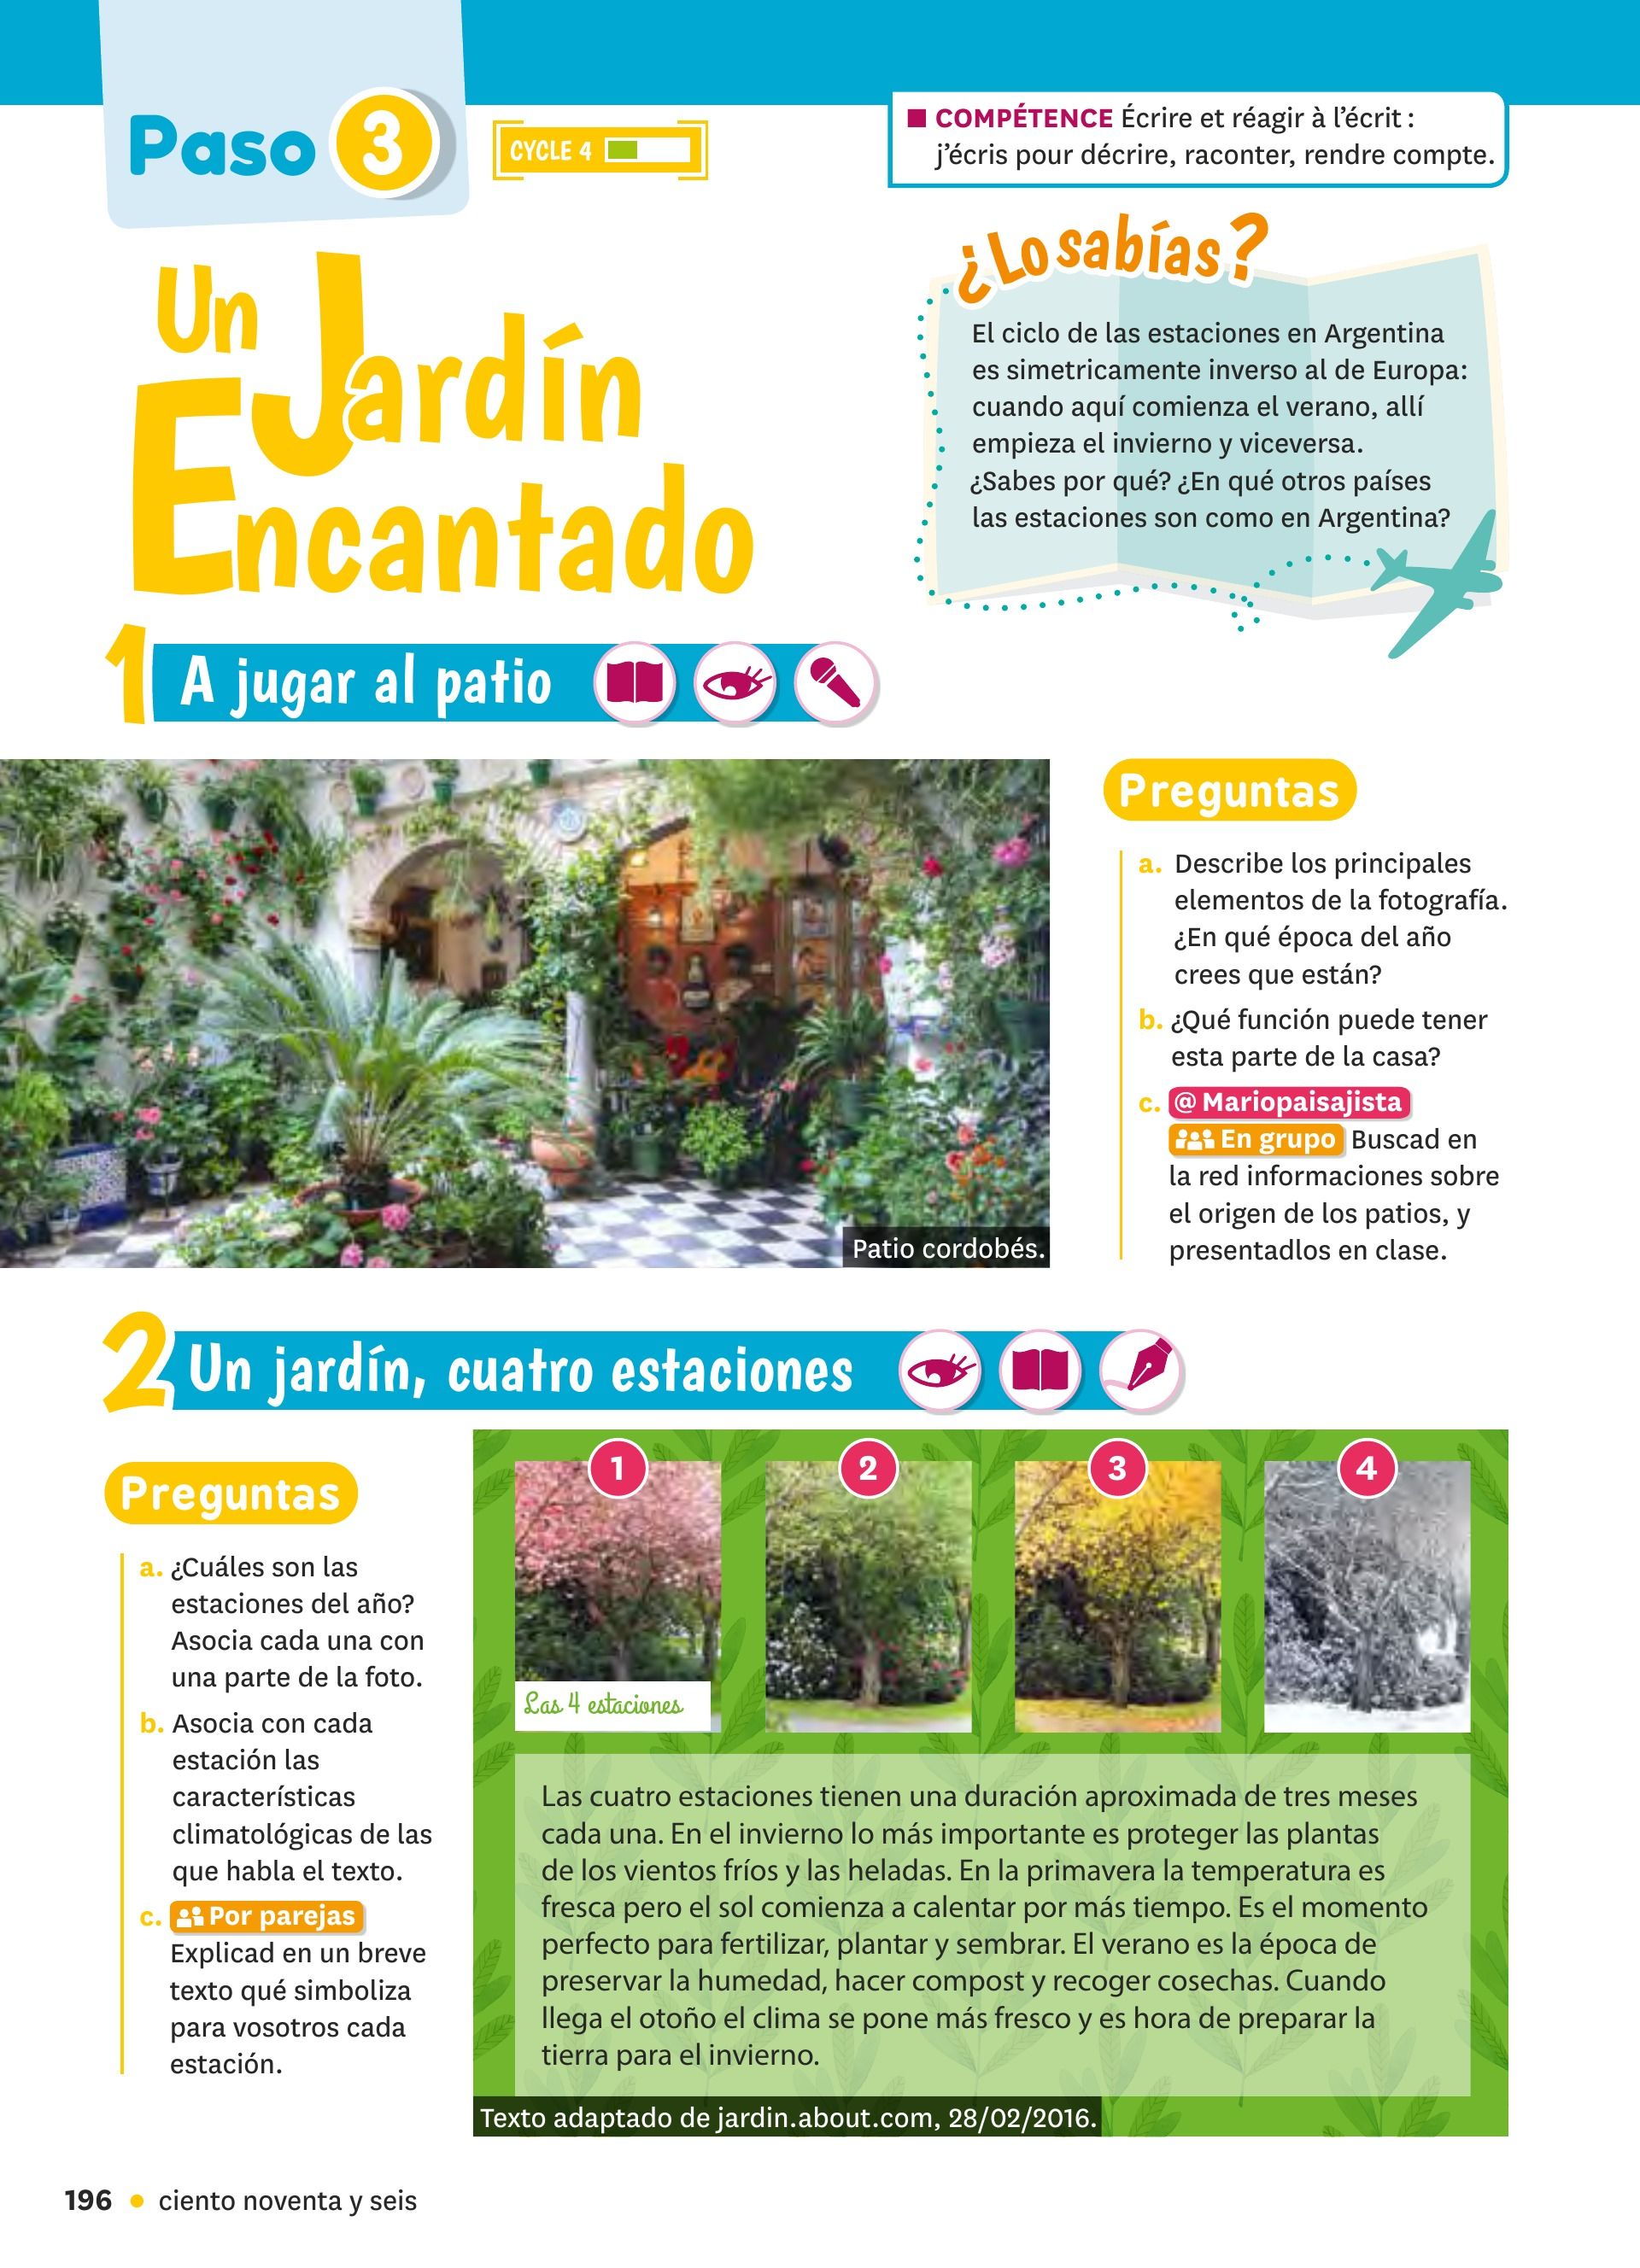 Paso 3
CYCLE 4
■ COMPÉTENCE Écrire et réagir à l'écrit :
j'écris pour décrire, raconter, rendre compte.
Un
Jardín
Encantado
¿Lo sabías?
El ciclo de las estaciones en Argentina
es simetricamente inverso al de Europa:
cuando aquí comienza el verano, allí
empieza el invierno y viceversa.
¿Sabes por qué? ¿En qué otros países
las estaciones son como en Argentina?
1 A jugar al patio
Patio cordobés.
Preguntas
a. Describe los principales
elementos de la fotografía.
¿En qué época del año
crees que están?
b. ¿Qué función puede tener
esta parte de la casa?
c. @ Mariopaisajista
En grupo Buscad en
la red informaciones sobre
el origen de los patios, y
presentadlos en clase.
2 Un jardín, cuatro estaciones
Preguntas
a. ¿Cuáles son las
estaciones del año?
Asocia cada una con
una parte de la foto.
b. Asocia con cada
estación las
características
climatológicas de las
que habla el texto.
c. Por parejas
Explicad en un breve
texto qué simboliza
para vosotros cada
estación.
1 2 3 4
Las 4 estaciones
Las cuatro estaciones tienen una duración aproximada de tres meses
cada una. En el invierno lo más importante es proteger las plantas
de los vientos fríos y las heladas. En la primavera la temperatura es
fresca pero el sol comienza a calentar por más tiempo. Es el momento
perfecto para fertilizar, plantar y sembrar. El verano es la época de
preservar la humedad, hacer compost y recoger cosechas. Cuando
llega el otoño el clima se pone más fresco y es hora de preparar la
tierra para el invierno.
Texto adaptado de jardin.about.com, 28/02/2016.
196 • ciento noventa y seis